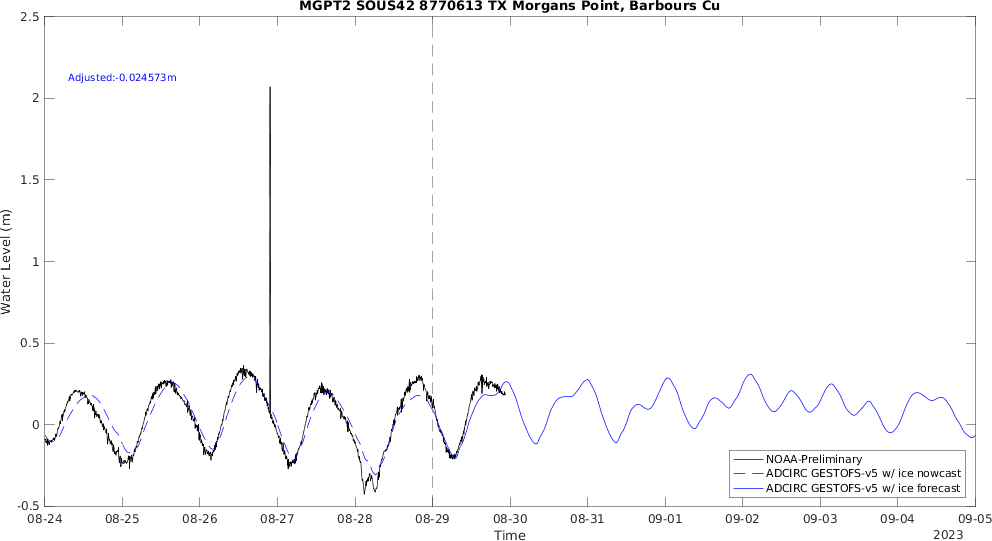 MGPT2 SOUS42 8770613 TX Morgans Point, Barbours Cu
2.5
Adjusted:-0.024573m
2
1.5
1
0.5
0
-0.5
Water Level (m)
NOAA-Preliminary
ADCIRC GESTOFS-v5 w/ ice nowcast
ADCIRC GESTOFS-v5 w/ ice forecast
08-24 08-25 08-26 08-27 08-28 08-29 08-30 08-31 09-01 09-02 09-03 09-04 09-05
Time
2023